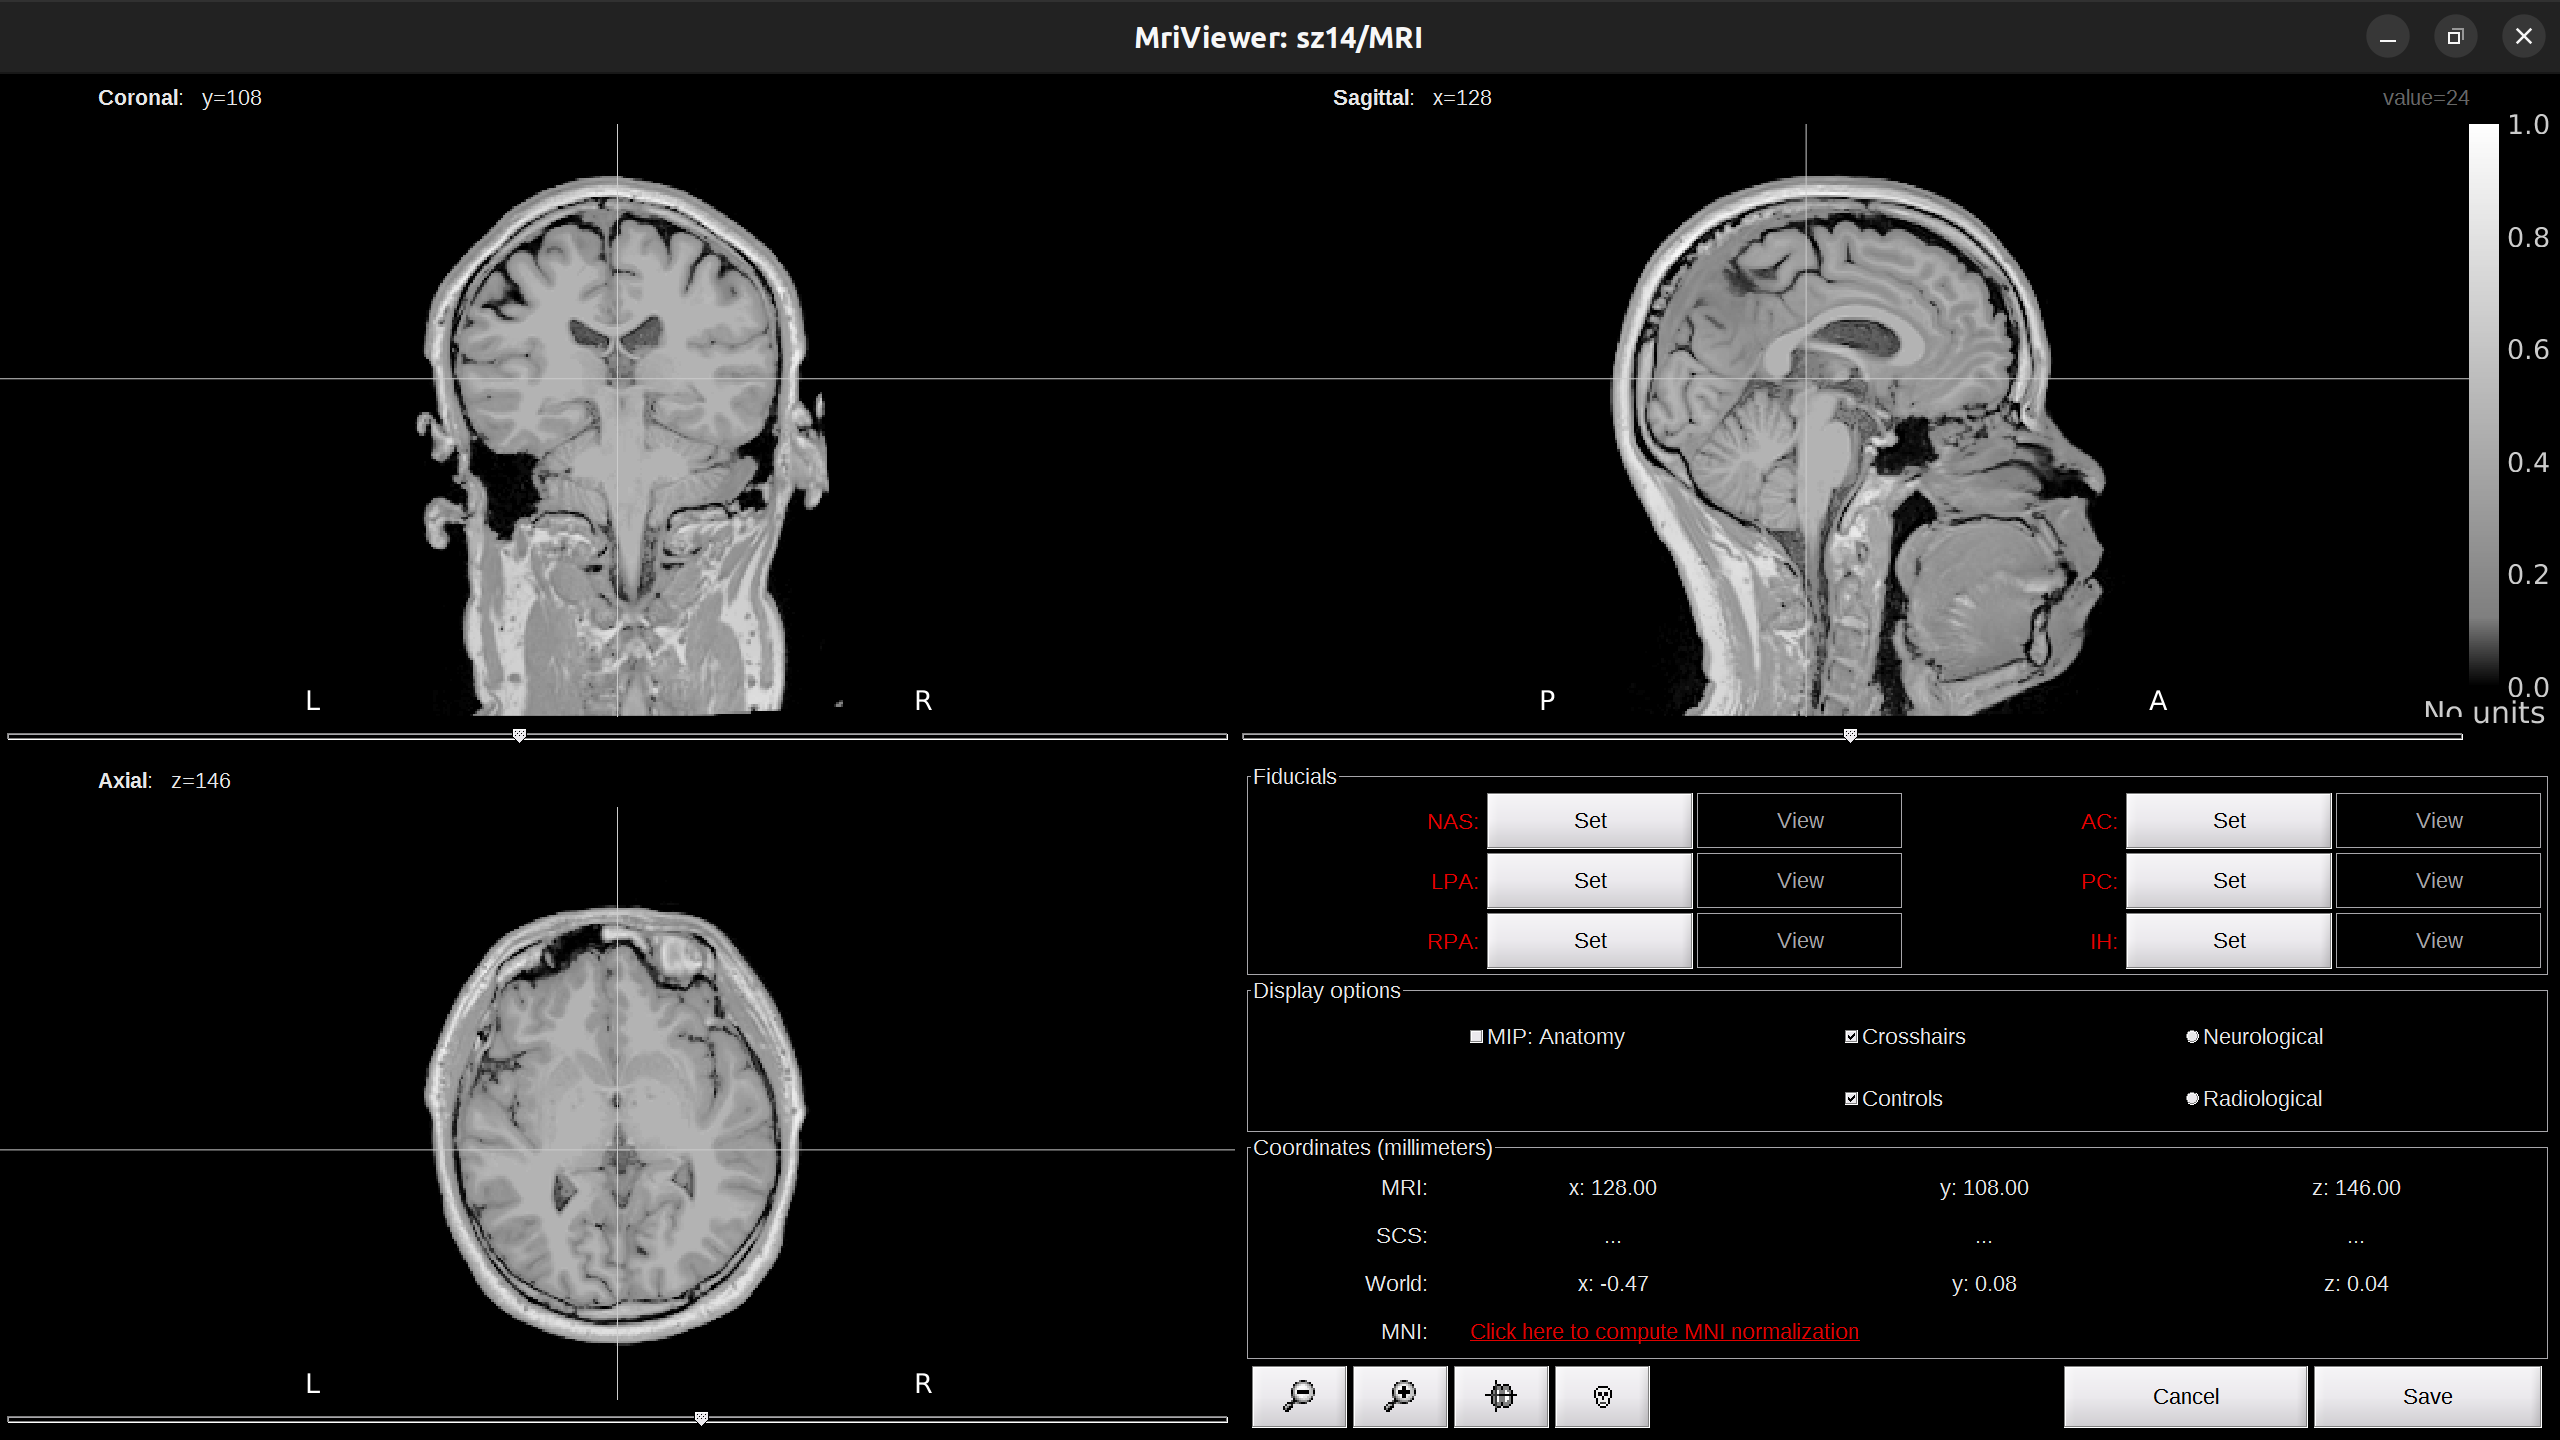 MriViewer: sz14/MRI
Coronal: y=108
Sagittal: x=128
value=24
1.0
0.8
0.6
0.4
0.2
0.0
No units
L
R
P
A
Axial: z=146
L
R
Fiducials
NAS: Set View AC: Set View
LPA: Set View PC: Set View
RPA: Set View IH: Set View
Display options
MIP: Anatomy Crosshairs Neurological
Controls Radiological
Coordinates (millimeters)
MRI: x: 128.00 y: 108.00 z: 146.00
SCS: ... ... ...
World: x: -0.47 y: 0.08 z: 0.04
MNI: Click here to compute MNI normalization
Cancel Save